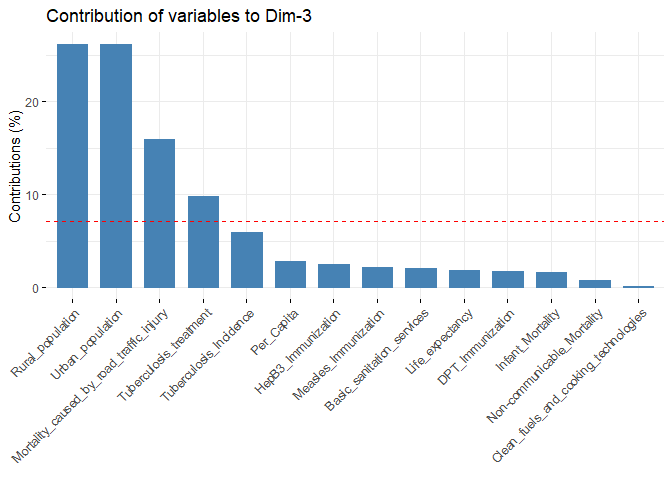 Contribution of variables to Dim-3
Contributions (%)
20
10
0
Rural_population
Urban_population
Mortality_caused_by_road_traffic_injury
Tuberculosis_treatment
Tuberculosis_Incidence
Per_Capita
HepB3_Immunization
Measles_Immunization
Basic_sanitation_services
Life_expectancy
DPT_Immunization
Infant_Mortality
Non-communicable_Mortality
Clean_fuels_and_cooking_technologies